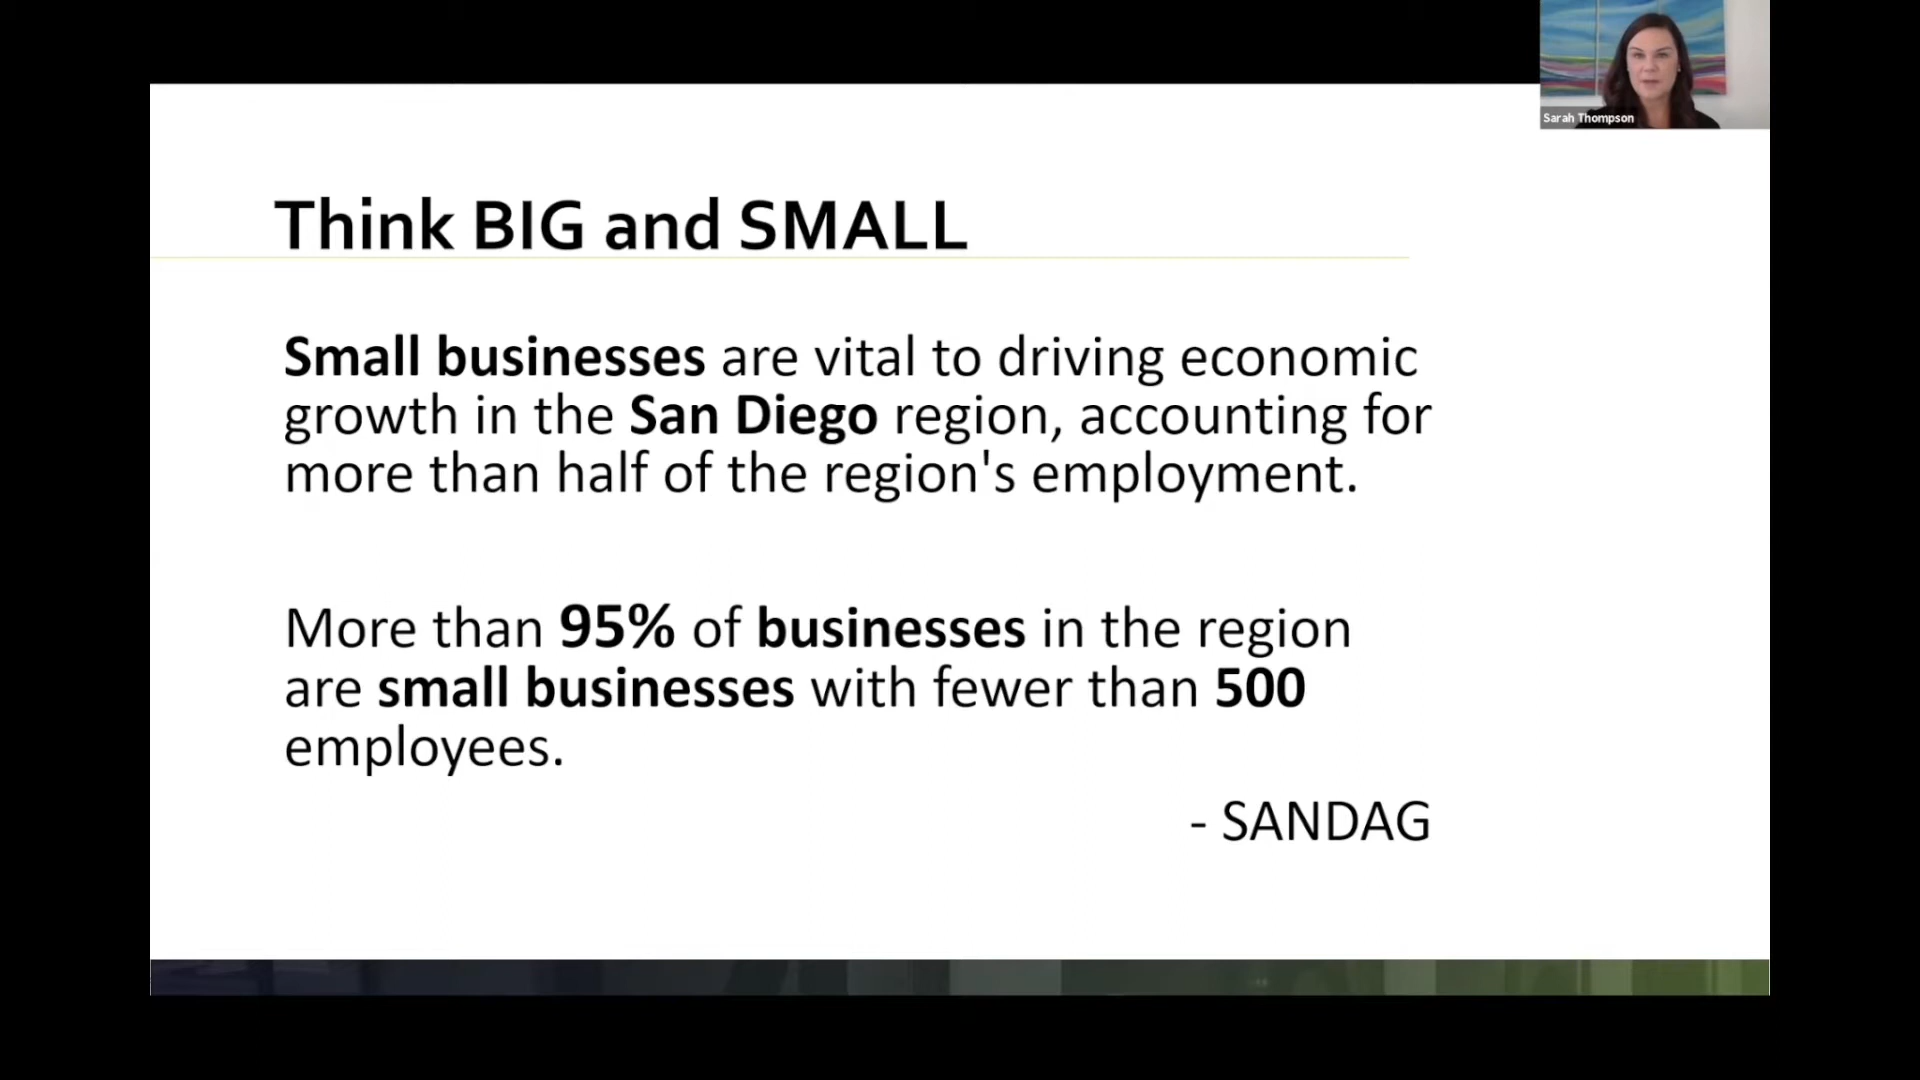 Sarah Thompson
Think BIG and SMALL
Small businesses are vital to driving economic
growth in the San Diego region, accounting for
more than half of the region's employment.
More than 95% of businesses in the region
are small businesses with fewer than 500
employees.
- SANDAG